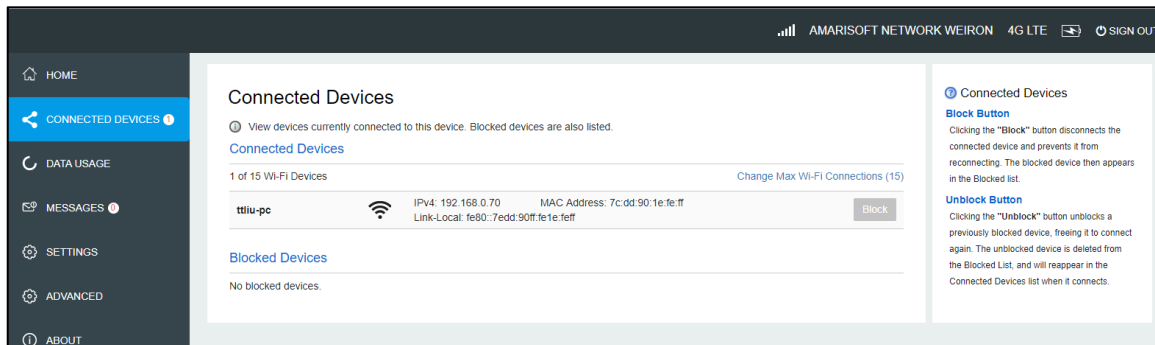 AMARISOFT NETWORK WEIRON 4G LTE SIGN OUT
HOME
CONNECTED DEVICES 1
DATA USAGE
MESSAGES 0
SETTINGS
ADVANCED
ABOUT
Connected Devices
View devices currently connected to this device. Blocked devices are also listed.
Connected Devices
1 of 15 Wi-Fi Devices Change Max Wi-Fi Connections (15)
ttliu-pc IPv4: 192.168.0.70 MAC Address: 7c:dd:90:1e:fe:ff Block
Link-Local: fe80::7edd:90ff:fe1e:feff
Blocked Devices
No blocked devices.
Connected Devices
Block Button
Clicking the "Block" button disconnects the
connected device and prevents it from
reconnecting. The blocked device then appears
in the Blocked list.
Unblock Button
Clicking the "Unblock" button unblocks a
previously blocked device, freeing it to connect
again. The unblocked device is deleted from
the Blocked List, and will reappear in the
Connected Devices list when it connects.